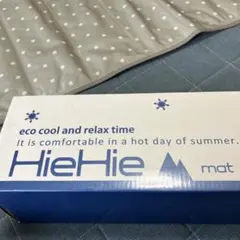 eco cool and relax time
It is comfortable in a hot day of summer.
HieHie mat